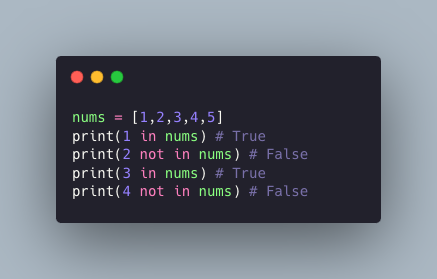 nums = [1,2,3,4,5]
print(1 in nums) # True
print(2 not in nums) # False
print(3 in nums) # True
print(4 not in nums) # False